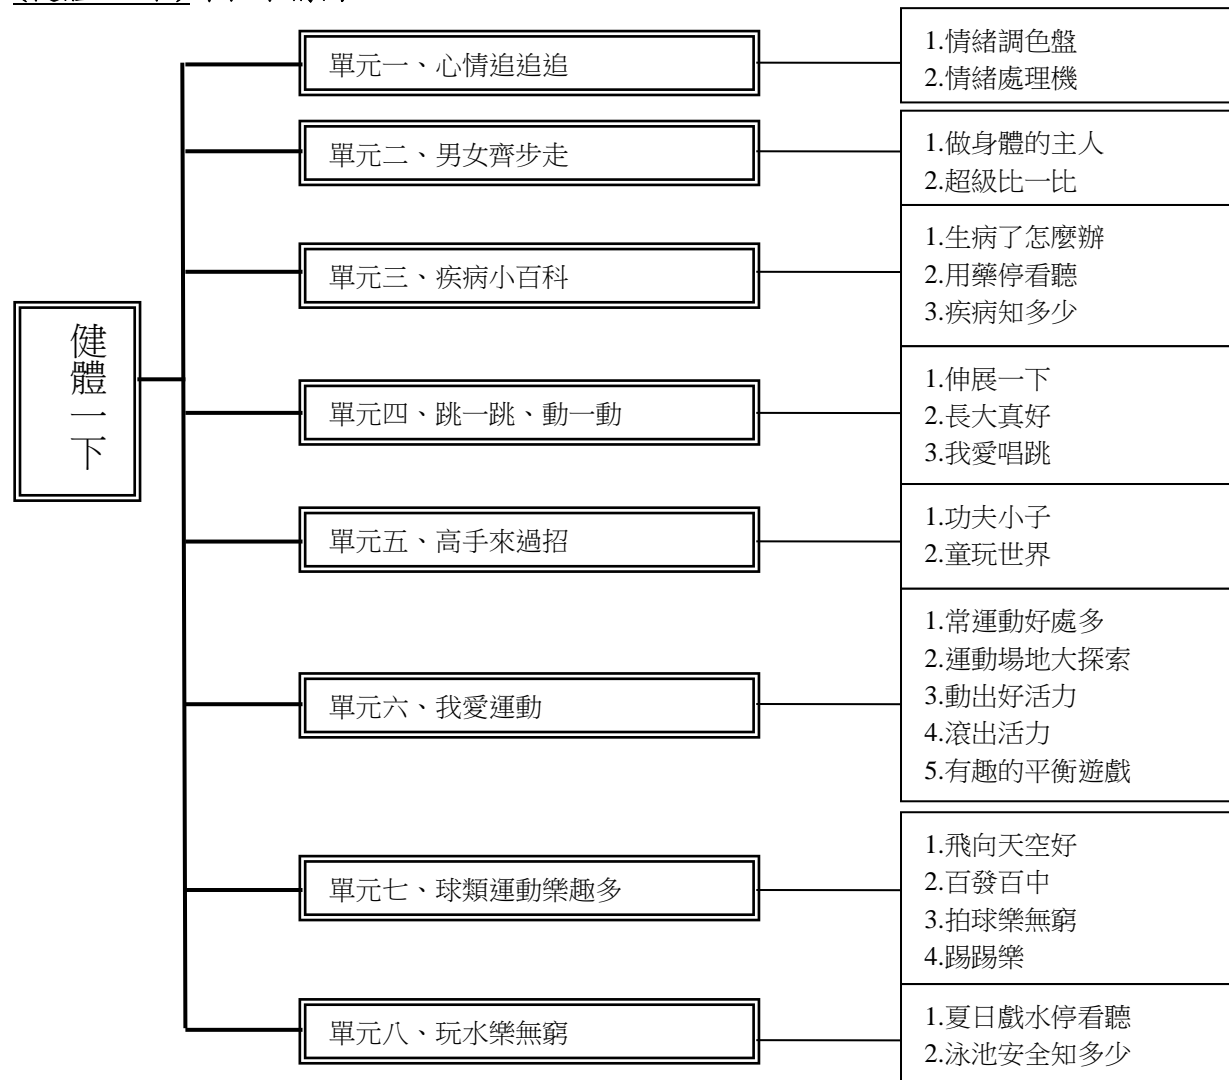 單元一、心情追追追
1.情緒調色盤
2.情緒處理機
單元二、男女齊步走
1.做身體的主人
2.超級比一比
單元三、疾病小百科
1.生病了怎麼辦
2.用藥停看聽
3.疾病知多少
健體一下
單元四、跳一跳、動一動
1.伸展一下
2.長大真好
3.我愛唱跳
單元五、高手來過招
1.功夫小子
2.童玩世界
單元六、我愛運動
1.常運動好處多
2.運動場地大探索
3.動出好活力
4.滾出活力
5.有趣的平衡遊戲
單元七、球類運動樂趣多
1.飛向天空好
2.百發百中
3.拍球樂無窮
4.踢踢樂
單元八、玩水樂無窮
1.夏日戲水停看聽
2.泳池安全知多少